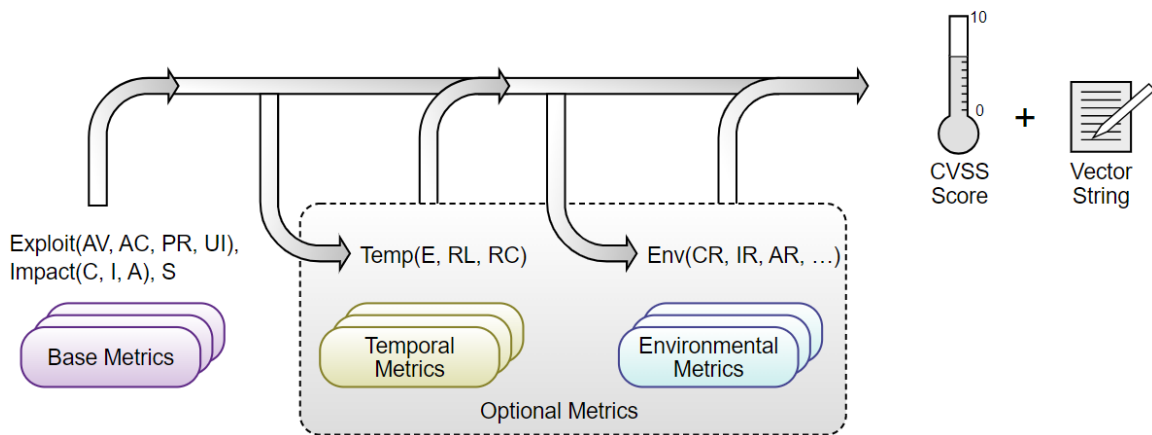 10
0
+
CVSS
Score
Vector
String
Exploit(AV, AC, PR, UI),
Impact(C, I, A), S
Temp(E, RL, RC)
Env(CR, IR, AR, …)
Base Metrics
Temporal
Metrics
Environmental
Metrics
Optional Metrics